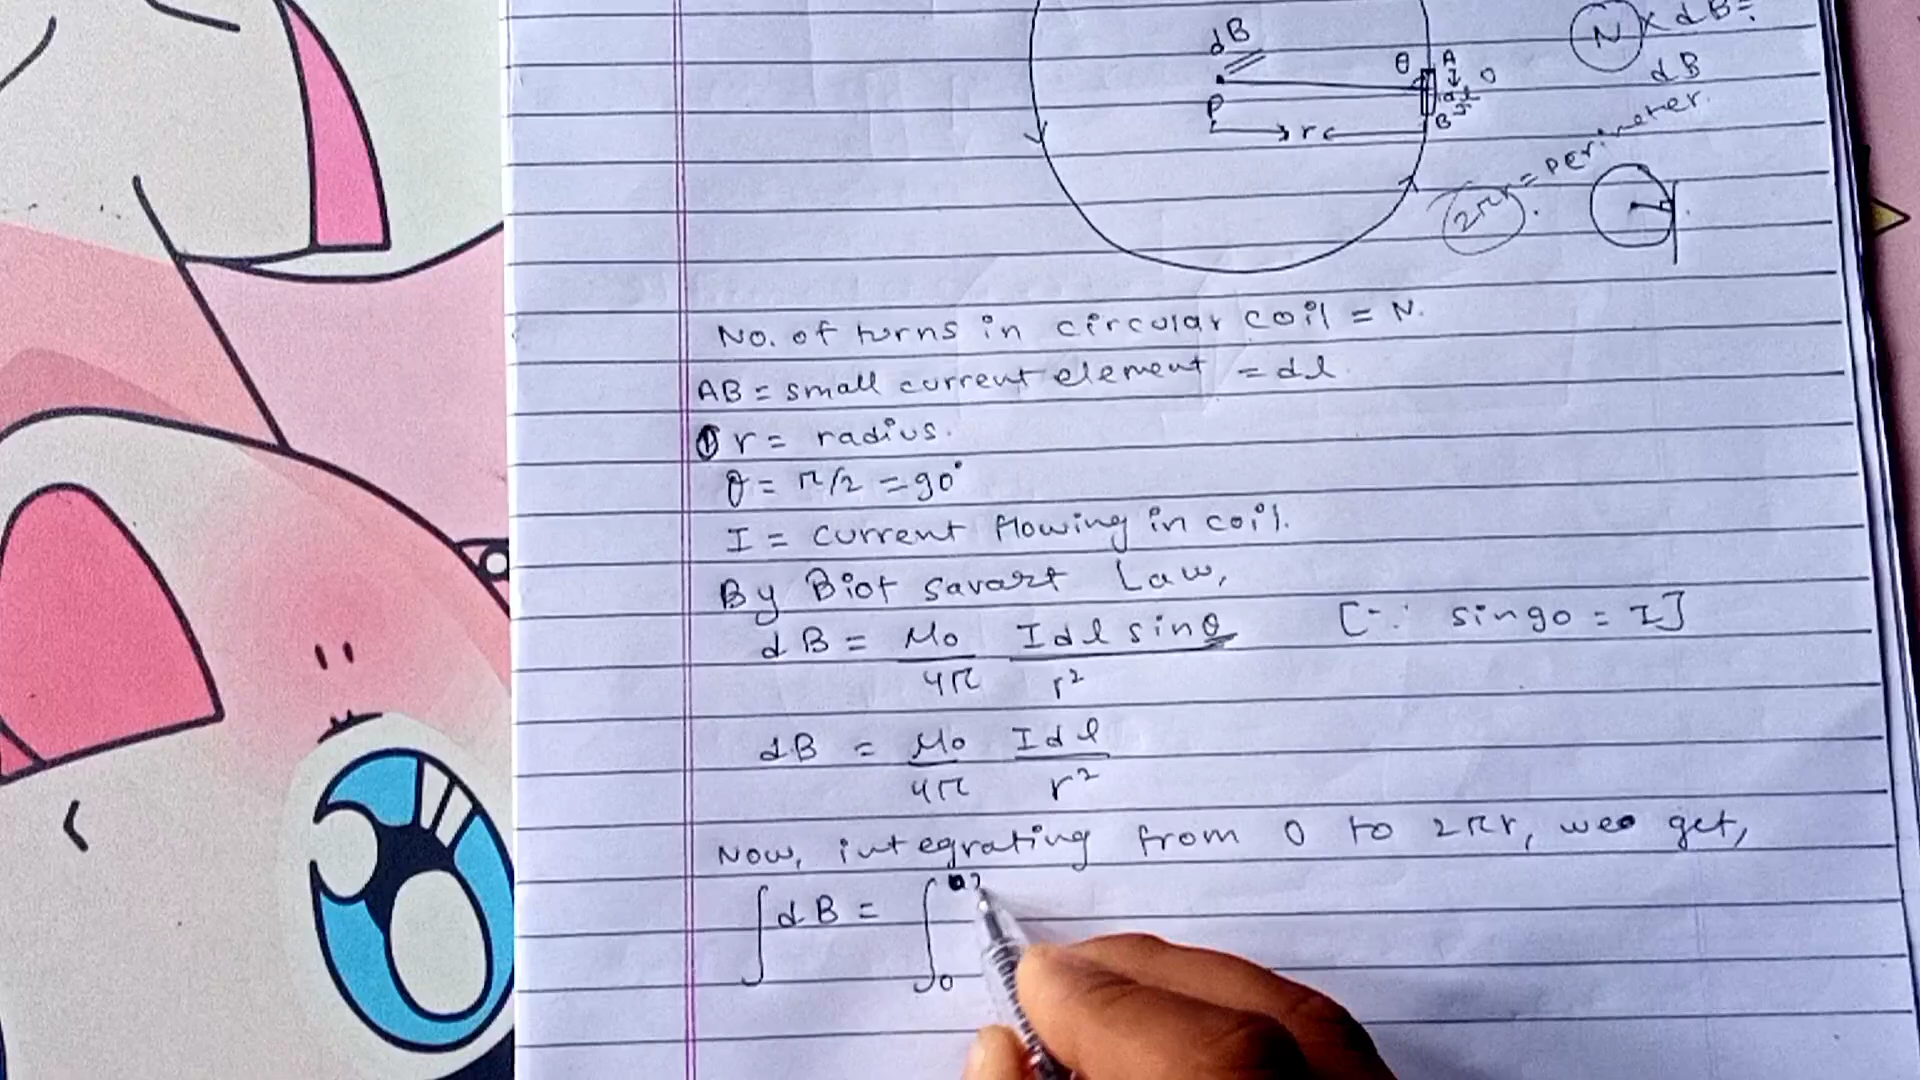 N × dB =
dB
dB
θ A
dl
P
B
r
2πr = perimeter.
No. of turns in circular coil = N.
AB = small current element = dl.
r = radius.
θ = π/2 = 90°
I = current flowing in coil.
By Biot savart Law,
dB = μ0/4π Idl sinθ/r² [∵ sin90 = 1]
dB = μ0/4π Idl/r²
Now, integrating from 0 to 2πr, we get,
∫dB = ∫0